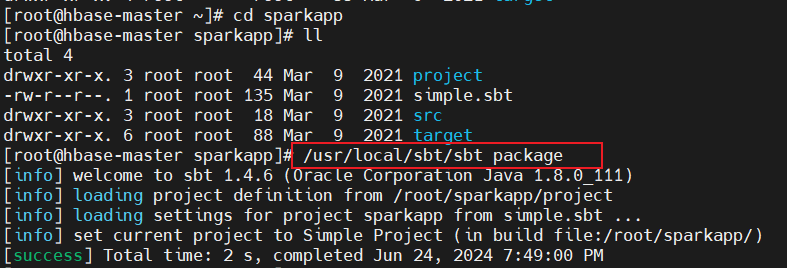 [root@hbase-master ~]# cd sparkapp
[root@hbase-master sparkapp]# ll
total 4
drwxr-xr-x. 3 root root  44 Mar  9  2021 project
-rw-r--r--. 1 root root 135 Mar  9  2021 simple.sbt
drwxr-xr-x. 3 root root  18 Mar  9  2021 src
drwxr-xr-x. 6 root root  88 Mar  9  2021 target
[root@hbase-master sparkapp]# /usr/local/sbt/sbt package
[info] welcome to sbt 1.4.6 (Oracle Corporation Java 1.8.0_111)
[info] loading project definition from /root/sparkapp/project
[info] loading settings for project sparkapp from simple.sbt ...
[info] set current project to Simple Project (in build file:/root/sparkapp/)
[success] Total time: 2 s, completed Jun 24, 2024 7:49:00 PM